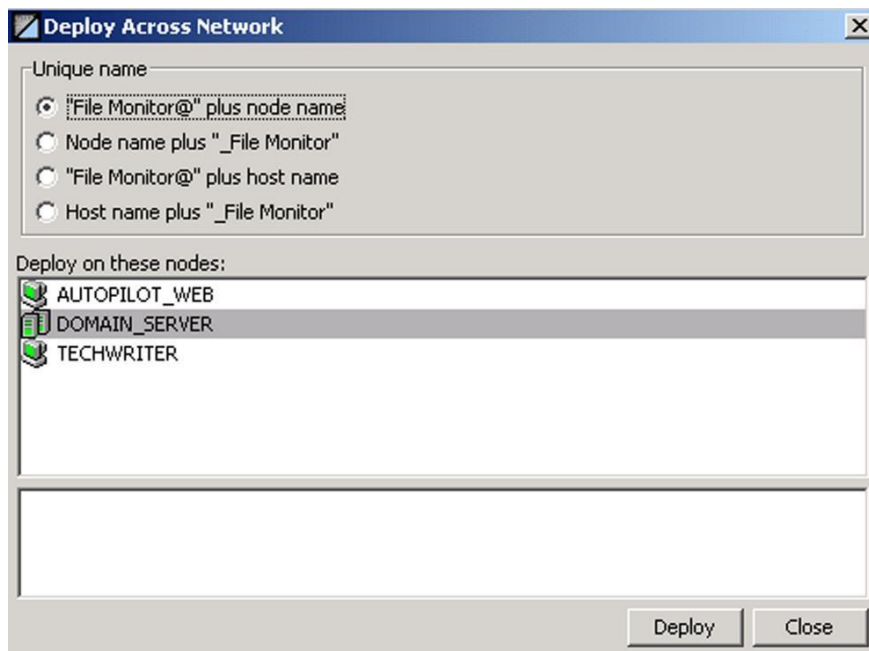 Deploy Across Network
Unique name
"File Monitor@" plus node name
Node name plus "_File Monitor"
"File Monitor@" plus host name
Host name plus "_File Monitor"
Deploy on these nodes:
AUTOPILOT_WEB
DOMAIN_SERVER
TECHWRITER
Deploy Close